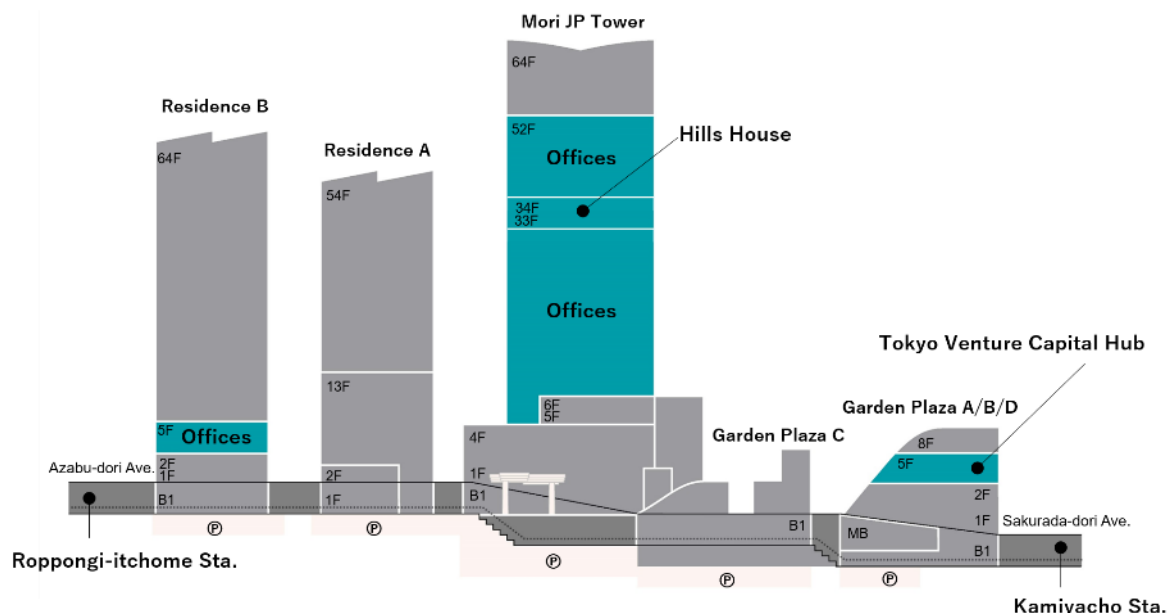 Mori JP Tower
64F
Residence B
52F
Offices
Hills House
Residence A
64F
54F
34F
33F
Offices
Tokyo Venture Capital Hub
13F
6F
5F
Garden Plaza A/B/D
5F
Offices
4F
Garden Plaza C
8F
5F
Azabu-dori Ave.
2F
1F
2F
1F
2F
B1
1F
B1
B1
1F
Sakurada-dori Ave.
MB
B1
P
P
P
P
P
Roppongi-itchome Sta.
Kamiyacho Sta.